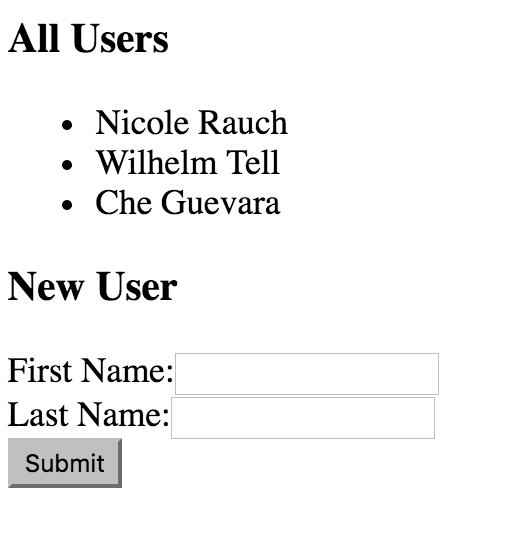 All Users
Nicole Rauch
Wilhelm Tell
Che Guevara
New User
First Name:
Last Name:
Submit